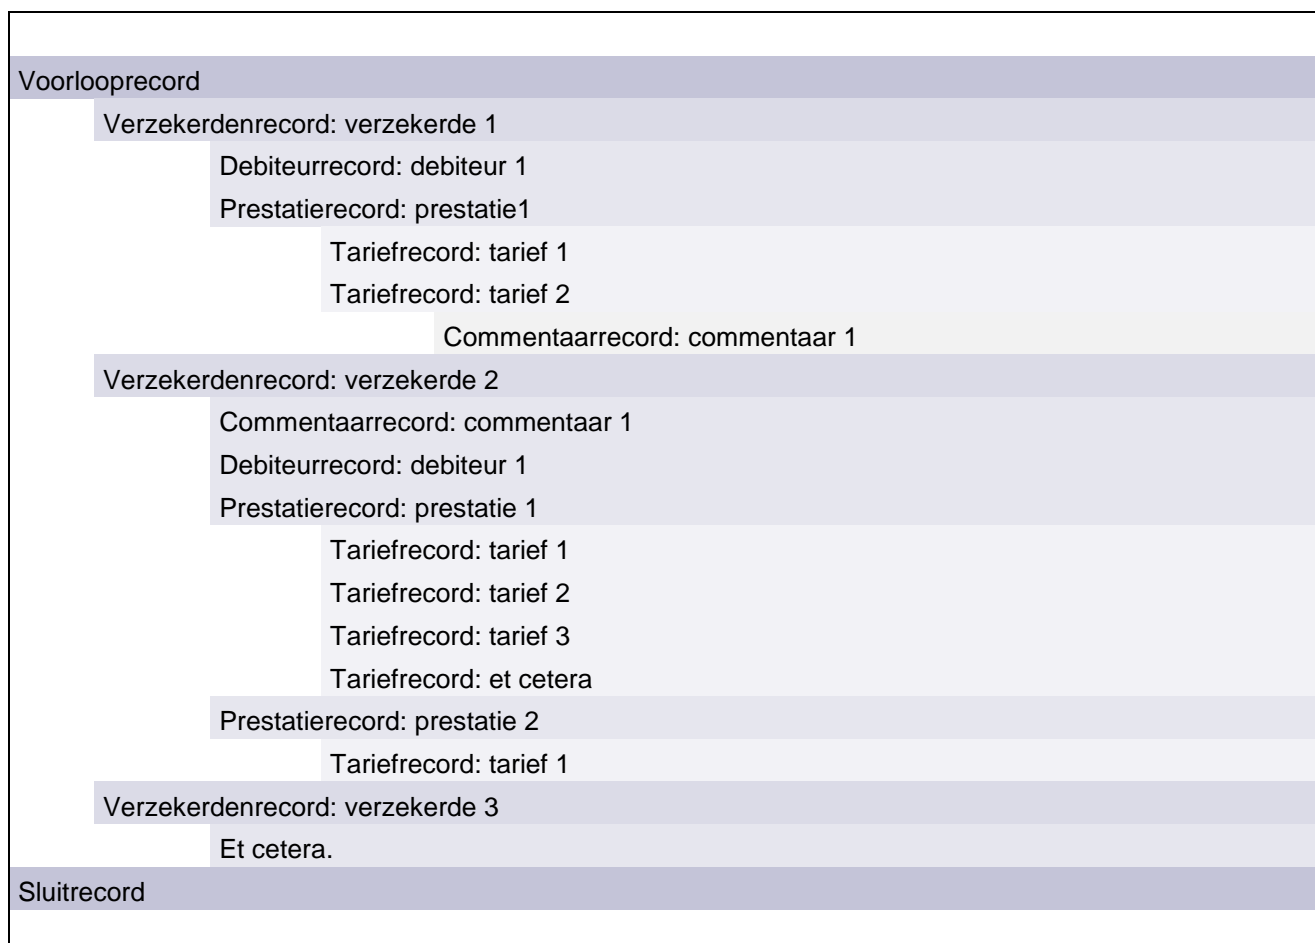 Voorlooprecord
Verzekerdenrecord: verzekerde 1
Debiteurrecord: debiteur 1
Prestatierecord: prestatie1
Tariefrecord: tarief 1
Tariefrecord: tarief 2
Commentaarrecord: commentaar 1
Verzekerdenrecord: verzekerde 2
Commentaarrecord: commentaar 1
Debiteurrecord: debiteur 1
Prestatierecord: prestatie 1
Tariefrecord: tarief 1
Tariefrecord: tarief 2
Tariefrecord: tarief 3
Tariefrecord: et cetera
Prestatierecord: prestatie 2
Tariefrecord: tarief 1
Verzekerdenrecord: verzekerde 3
Et cetera.
Sluitrecord